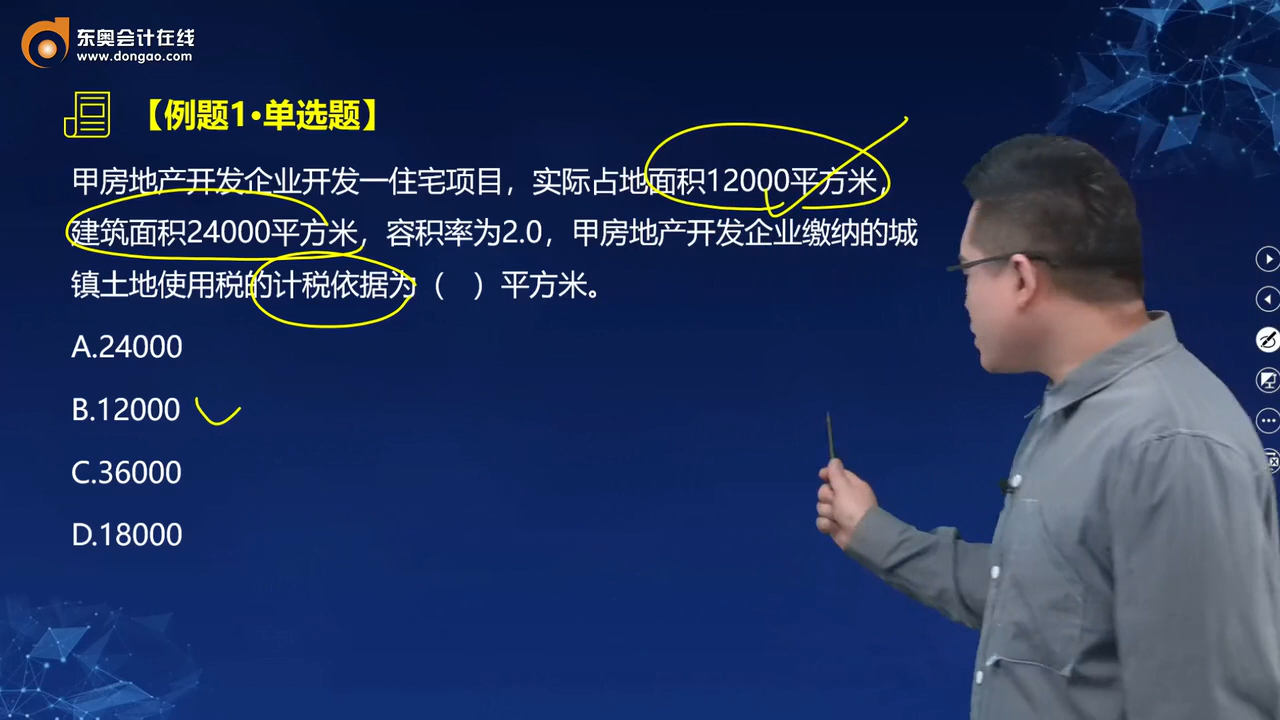 东奥会计在线
www.dongao.com
【例题1•单选题】
甲房地产开发企业开发一住宅项目，实际占地面积12000平方米，
建筑面积24000平方米，容积率为2.0，甲房地产开发企业缴纳的城
镇土地使用税的计税依据为（ ）平方米。
A.24000
B.12000
C.36000
D.18000